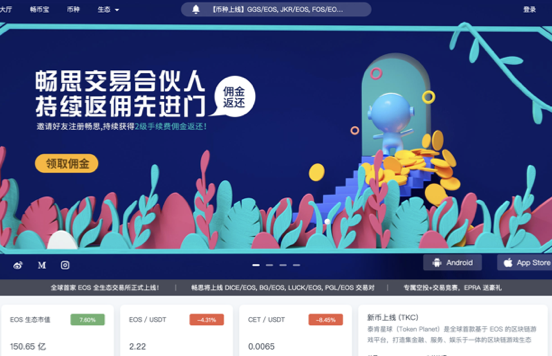 大厅 畅币宝 币种 生态
【币种上线】GGS/EOS, JKR/EOS, FOS/EO...
登录
畅思交易合伙人
持续返佣先进门
佣金
返还
邀请好友注册畅思,持续获得2级手续费佣金返还!
领取佣金
Android
App Store
全球首家 EOS 全生态交易所正式上线!
畅思将上线 DICE/EOS, BG/EOS, LUCK/EOS, PGL/EOS 交易对
专属空投+交易竞赛, EPRA 送豪礼
EOS 生态市值 7.60%
150.65 亿
EOS / USDT -4.31%
2.22
CET / USDT -8.45%
0.0065
新币上线 (TKC)
泰肯星球 (Token Planet) 是全球首款基于 EOS 的区块链游
戏平台, 打造集金融、服务、娱乐于一体的区块链游戏生态